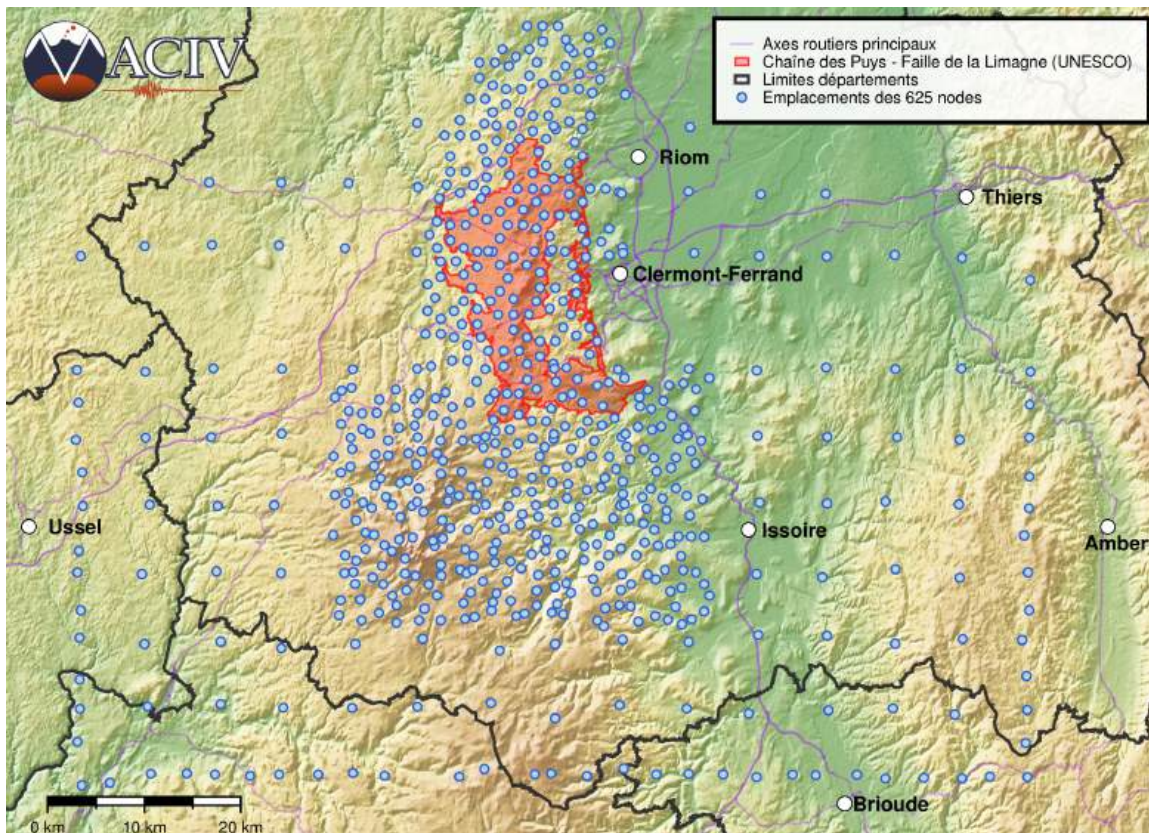 ACIV
Axes routiers principaux
Chaîne des Puys - Faille de la Limagne (UNESCO)
Limites départements
Emplacements des 625 nodes
Riom
Thiers
Clermont-Ferrand
Ussel
Issoire
Amber
Brioude
0 km 10 km 20 km